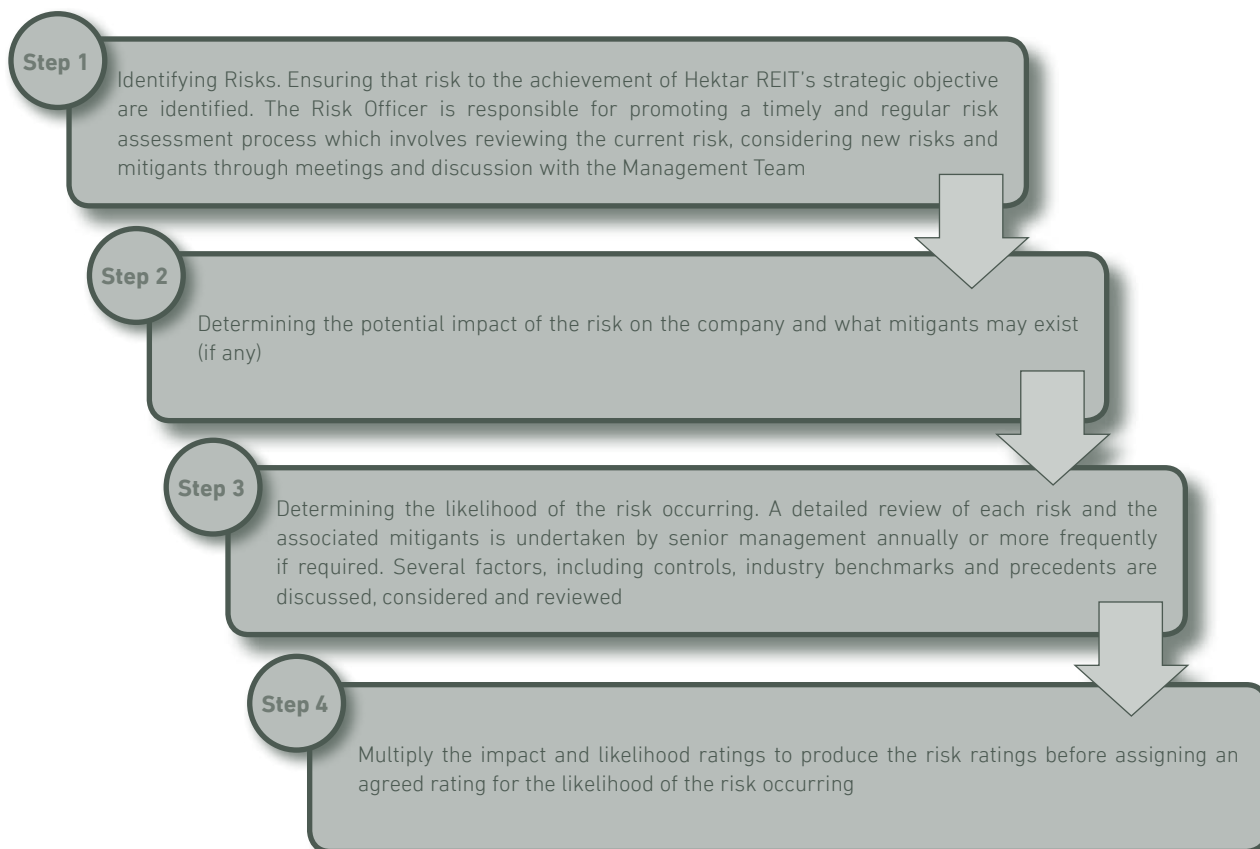 Step 1
Identifying Risks. Ensuring that risk to the achievement of Hektar REIT’s strategic objective
are identified. The Risk Officer is responsible for promoting a timely and regular risk
assessment process which involves reviewing the current risk, considering new risks and
mitigants through meetings and discussion with the Management Team
Step 2
Determining the potential impact of the risk on the company and what mitigants may exist
(if any)
Step 3
Determining the likelihood of the risk occurring. A detailed review of each risk and the
associated mitigants is undertaken by senior management annually or more frequently
if required. Several factors, including controls, industry benchmarks and precedents are
discussed, considered and reviewed
Step 4
Multiply the impact and likelihood ratings to produce the risk ratings before assigning an
agreed rating for the likelihood of the risk occurring